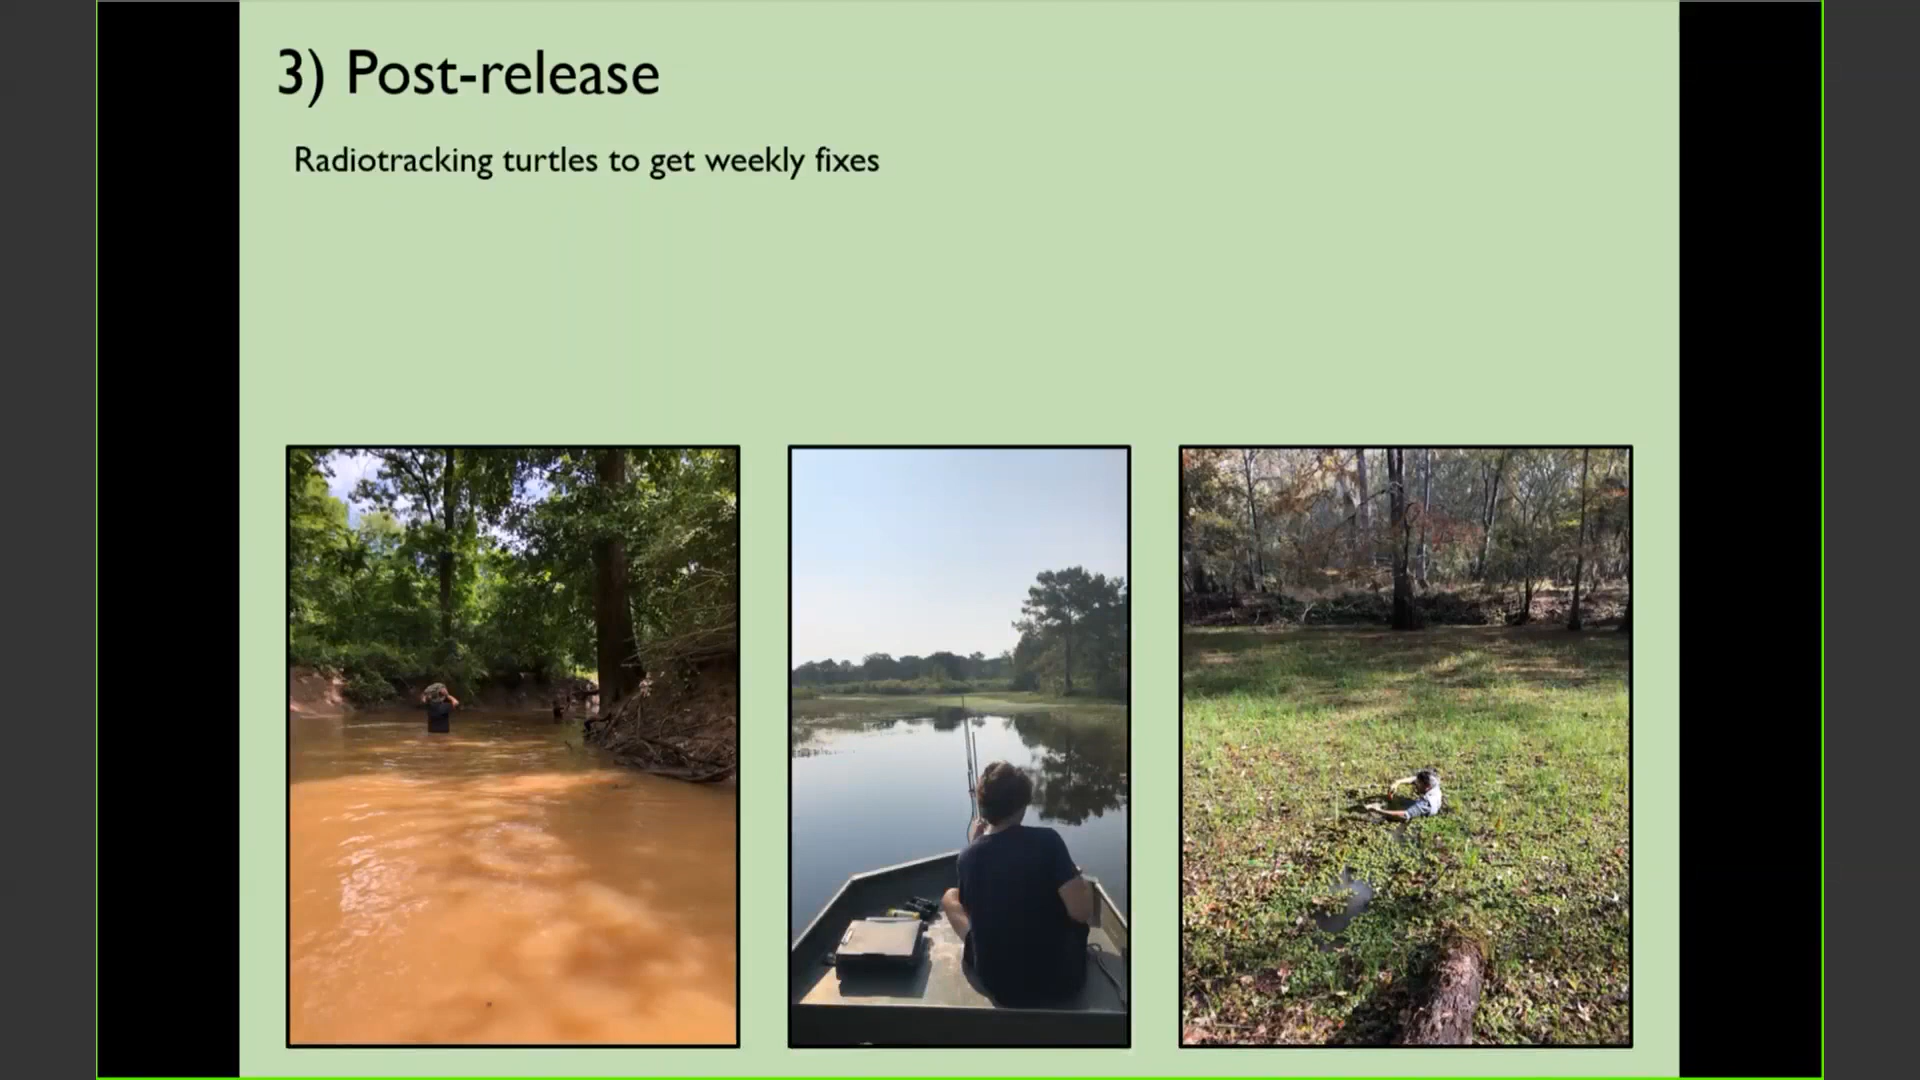 3) Post-release
Radiotracking turtles to get weekly fixes